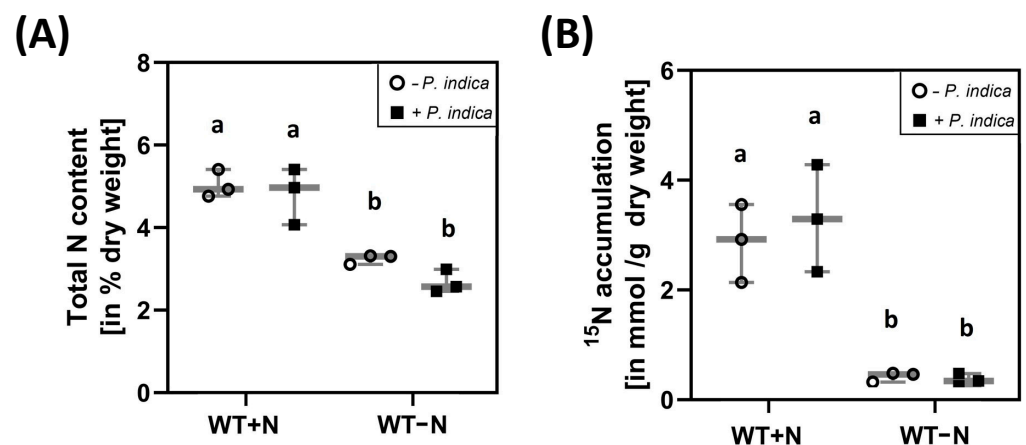 (A)
Total N content
[in % dry weight]
8
6
4
2
0
– P. indica
+ P. indica
a
a
b
b
WT+N
WT−N
(B)
¹⁵N accumulation
[in mmol /g dry weight]
6
4
2
0
– P. indica
+ P. indica
a
a
b
b
WT+N
WT−N